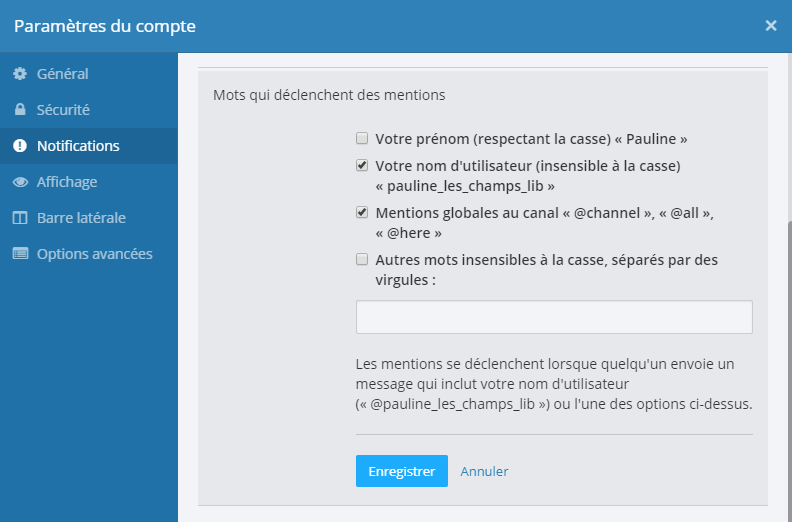 Paramètres du compte
×
Général
Sécurité
Notifications
Affichage
Barre latérale
Options avancées
Mots qui déclenchent des mentions
Votre prénom (respectant la casse) « Pauline »
Votre nom d'utilisateur (insensible à la casse)
« pauline_les_champs_lib »
Mentions globales au canal « @channel », « @all »,
« @here »
Autres mots insensibles à la casse, séparés par des
virgules :
Les mentions se déclenchent lorsque quelqu'un envoie un
message qui inclut votre nom d'utilisateur
(« @pauline_les_champs_lib ») ou l'une des options ci-dessus.
Enregistrer
Annuler